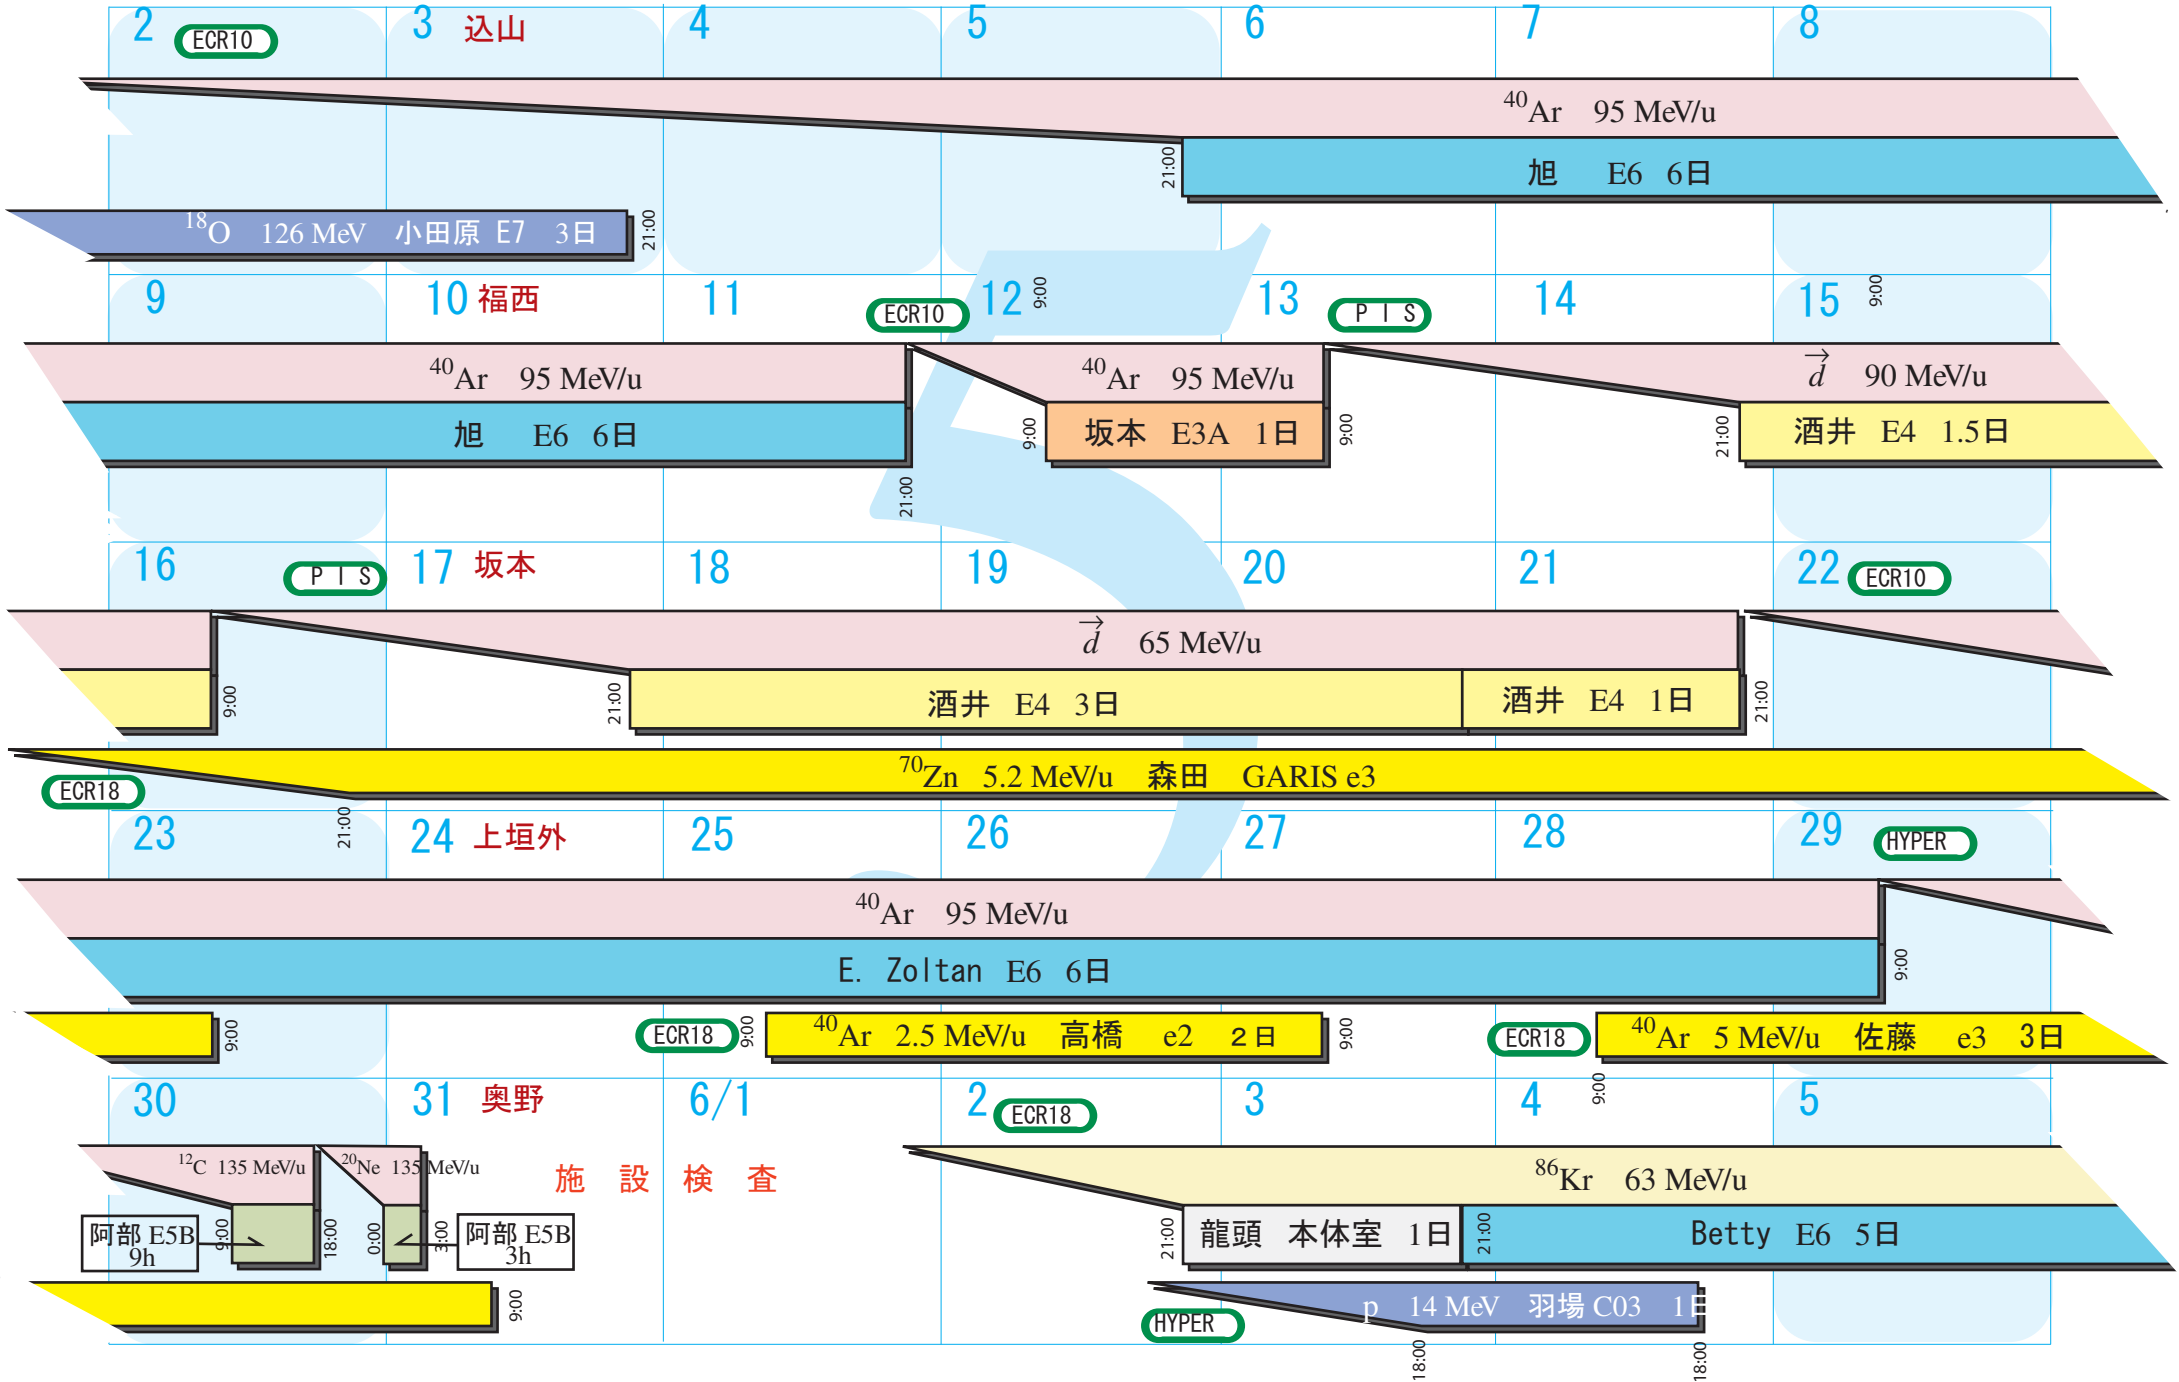 2 ECR10 3 込山 4 5 6 7 8
40Ar 95 MeV/u
21:00 旭 E6 6日
18O 126 MeV 小田原 E7 3日 21:00
9 10 福西 11 ECR10 12 9:00 13 P I S 14 15 9:00
40Ar 95 MeV/u 40Ar 95 MeV/u d→ 90 MeV/u
旭 E6 6日 21:00 9:00 坂本 E3A 1日 9:00 21:00 酒井 E4 1.5日
16 P I S 17 坂本 18 19 20 21 22 ECR10
d→ 65 MeV/u
9:00 21:00 酒井 E4 3日 酒井 E4 1日 21:00
ECR18 21:00 70Zn 5.2 MeV/u 森田 GARIS e3
23 24 上垣外 25 26 27 28 29 HYPER
40Ar 95 MeV/u
E. Zoltan E6 6日 9:00
9:00 ECR18 9:00 40Ar 2.5 MeV/u 高橋 e2 2日 9:00 ECR18 9:00 40Ar 5 MeV/u 佐藤 e3 3日
30 31 奥野 6/1 2 ECR18 3 4 5
12C 135 MeV/u 20Ne 135 MeV/u 施設検査 86Kr 63 MeV/u
阿部 E5B 9:00 18:00 0:00 3:00 阿部 E5B 21:00 龍頭 本体室 1日 21:00 Betty E6 5日
9h 3h
9:00 HYPER p 14 MeV 羽場 C03 1日
18:00 18:00